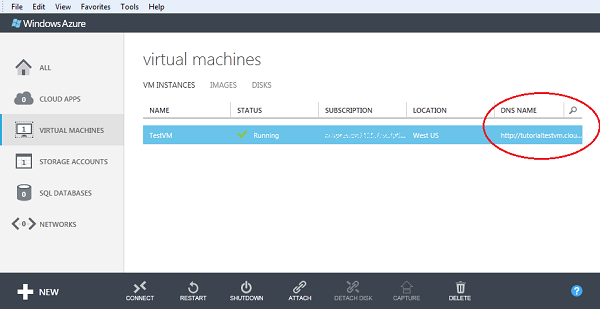 File Edit View Favorites Tools Help
Windows Azure
ALL
0 CLOUD APPS
1 VIRTUAL MACHINES
1 STORAGE ACCOUNTS
0 SQL DATABASES
0 NETWORKS
virtual machines
VM INSTANCES IMAGES DISKS
NAME STATUS SUBSCRIPTION LOCATION DNS NAME
TestVM Running West US http://tutorialtestvm.clou...
NEW CONNECT RESTART SHUTDOWN ATTACH DETACH DISK CAPTURE DELETE ?